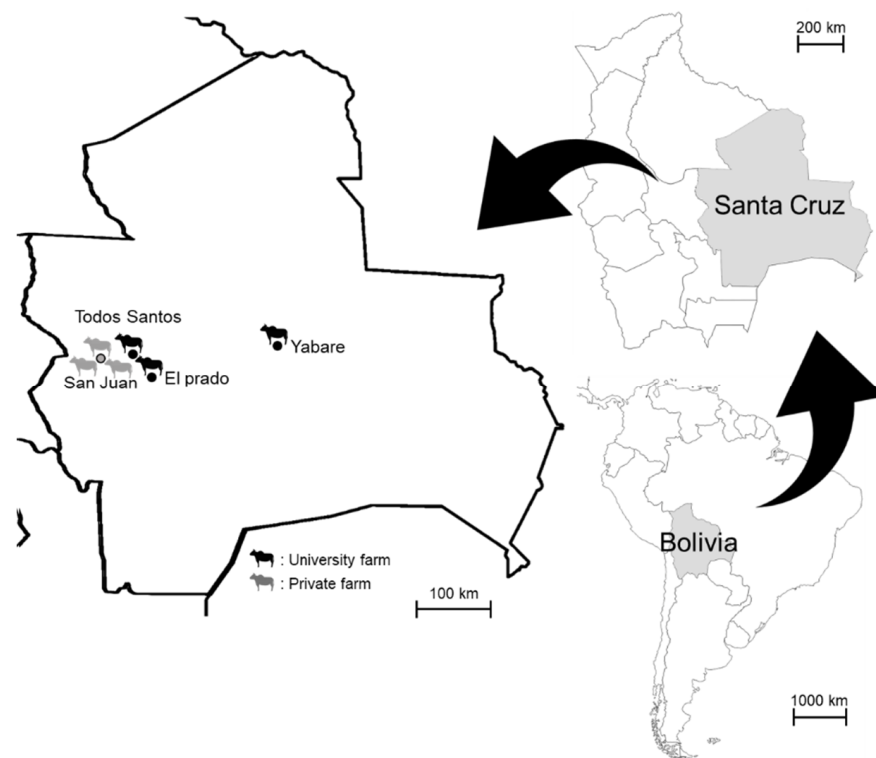 Todos Santos
Yabare
San Juan
El prado
: University farm
: Private farm
100 km
200 km
Santa Cruz
Bolivia
1000 km